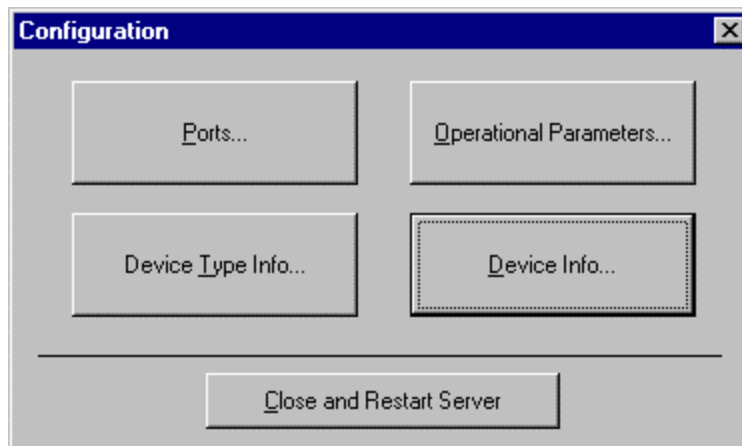 Configuration
Ports...
Operational Parameters...
Device Type Info...
Device Info...
Close and Restart Server